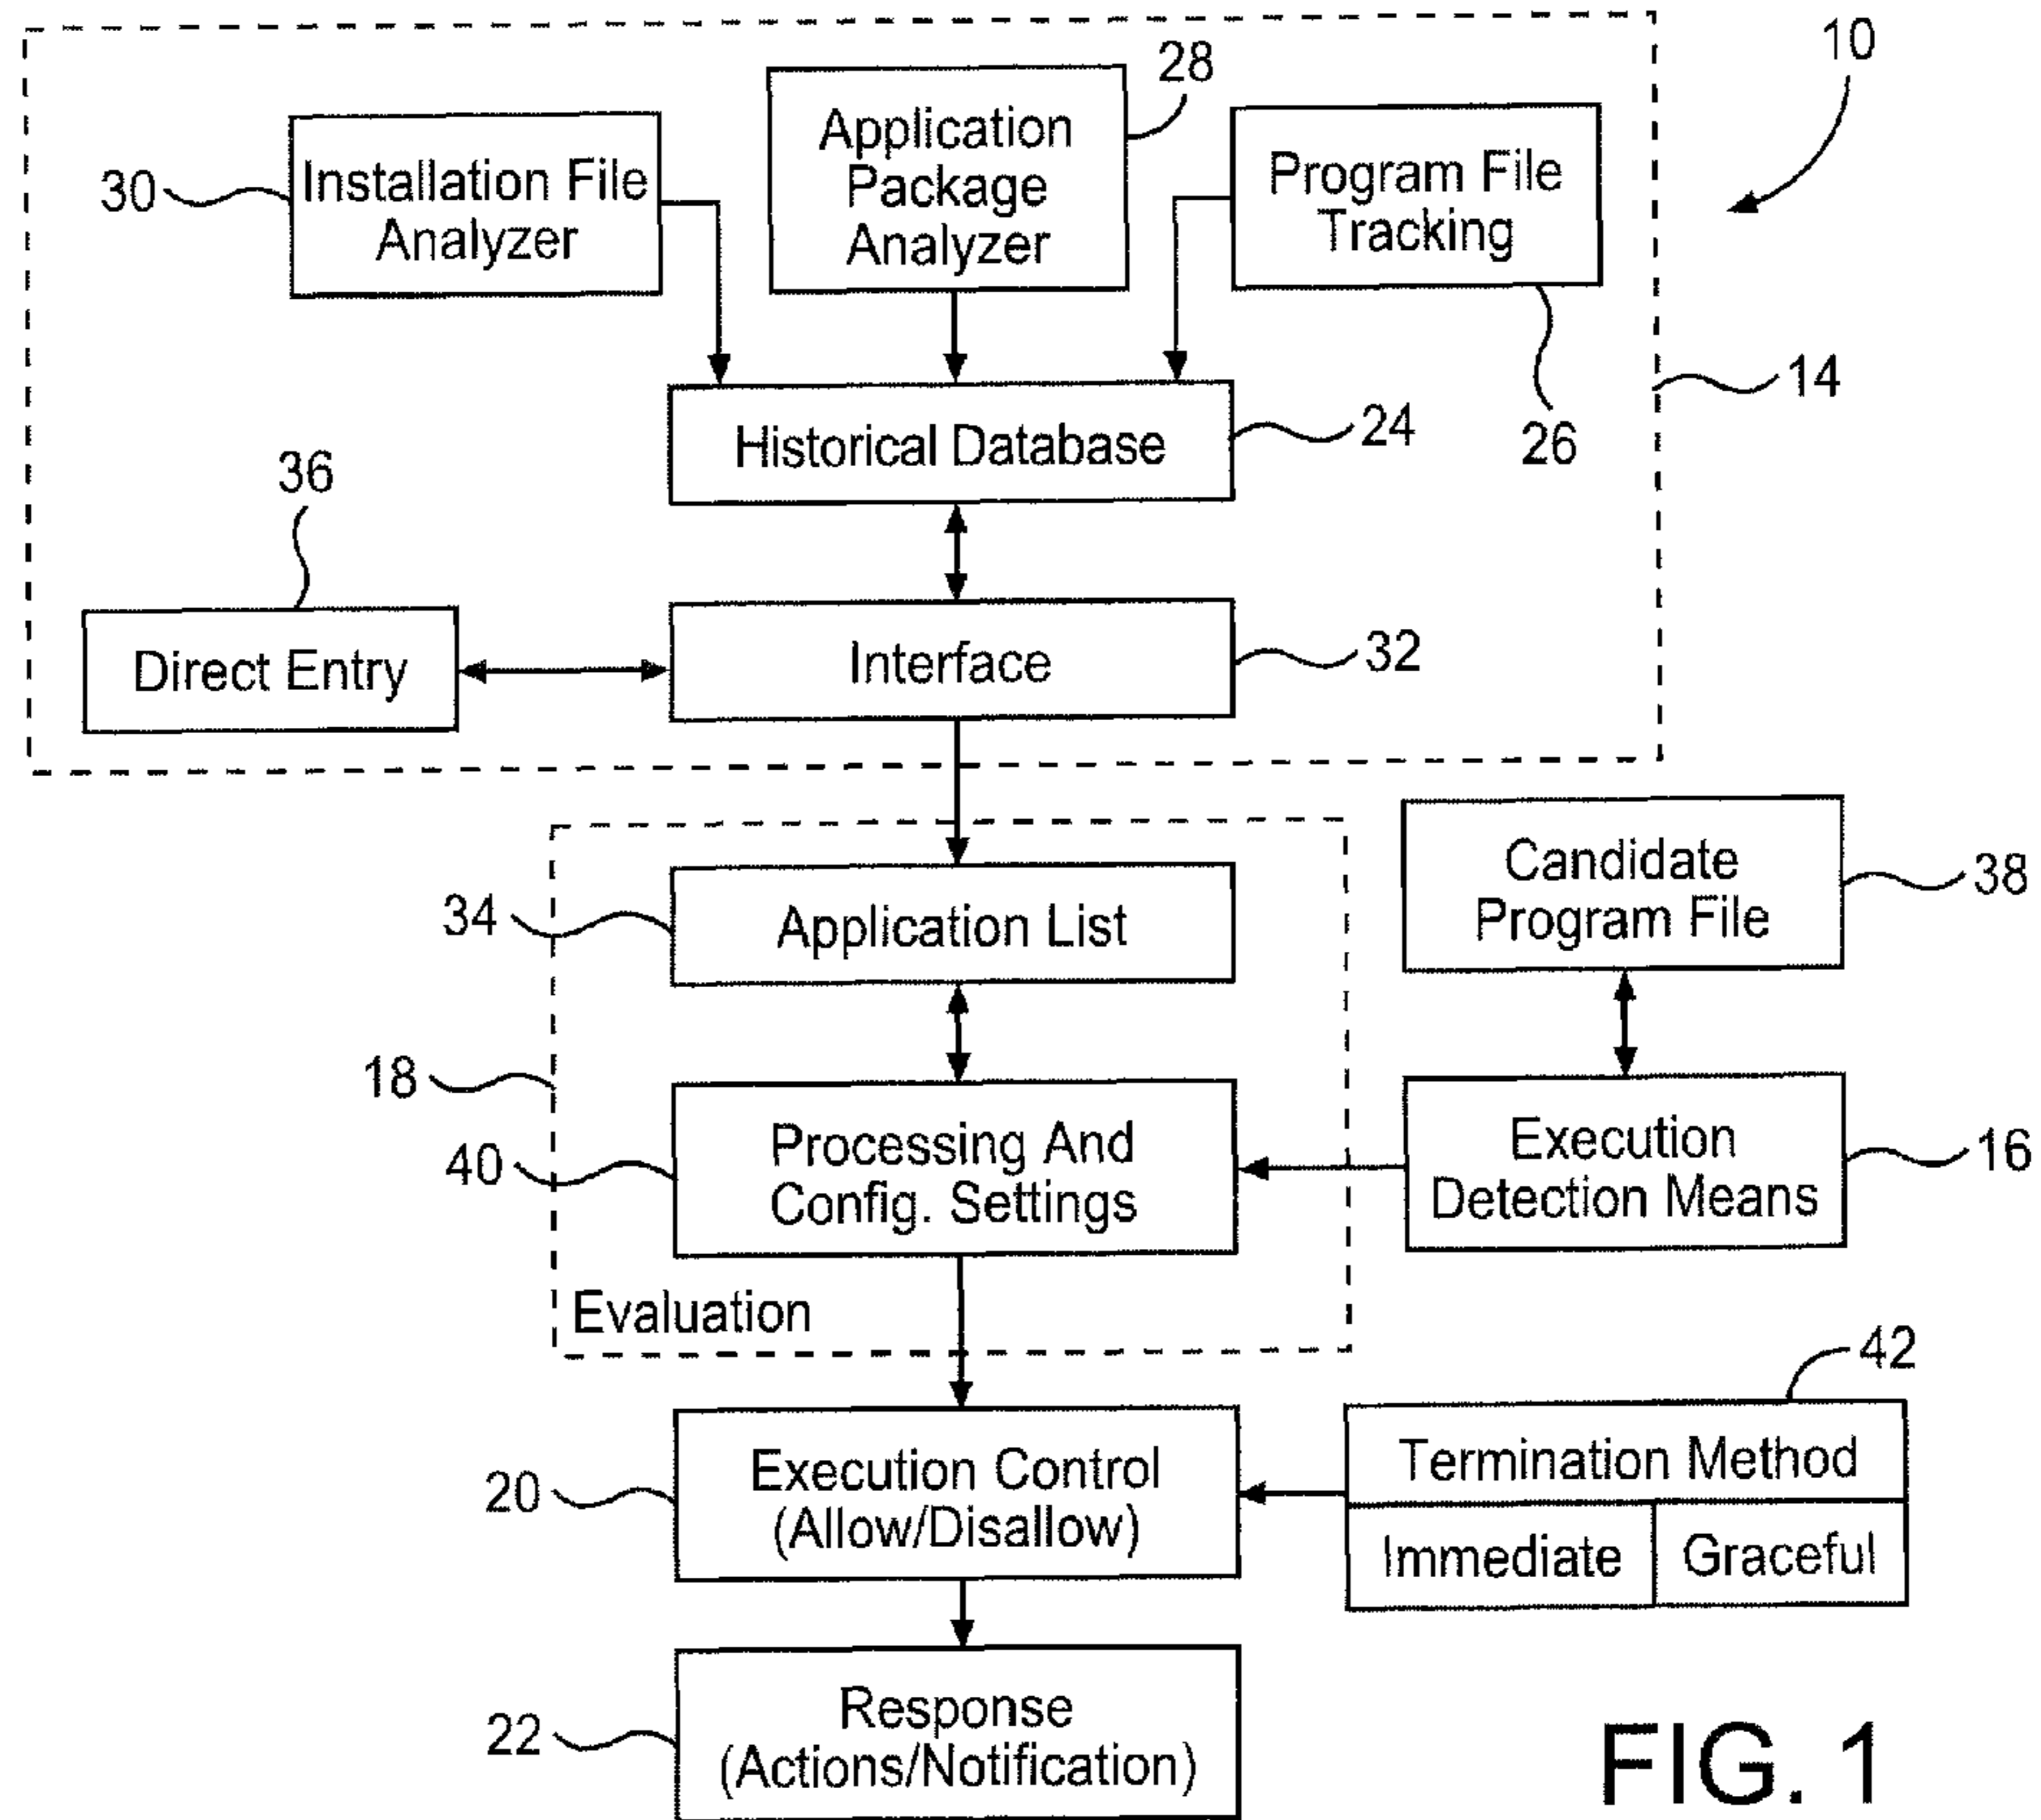 10
28
Application
Package
Analyzer
30
Installation File
Analyzer
Program File
Tracking
14
Historical Database
24
26
36
Direct Entry
Interface
32
Candidate
Program File
38
34
Application List
18
40
Processing And
Config. Settings
Execution
Detection Means
16
Evaluation
42
Termination Method
Immediate
Graceful
20
Execution Control
(Allow/Disallow)
22
Response
(Actions/Notification)
FIG. 1